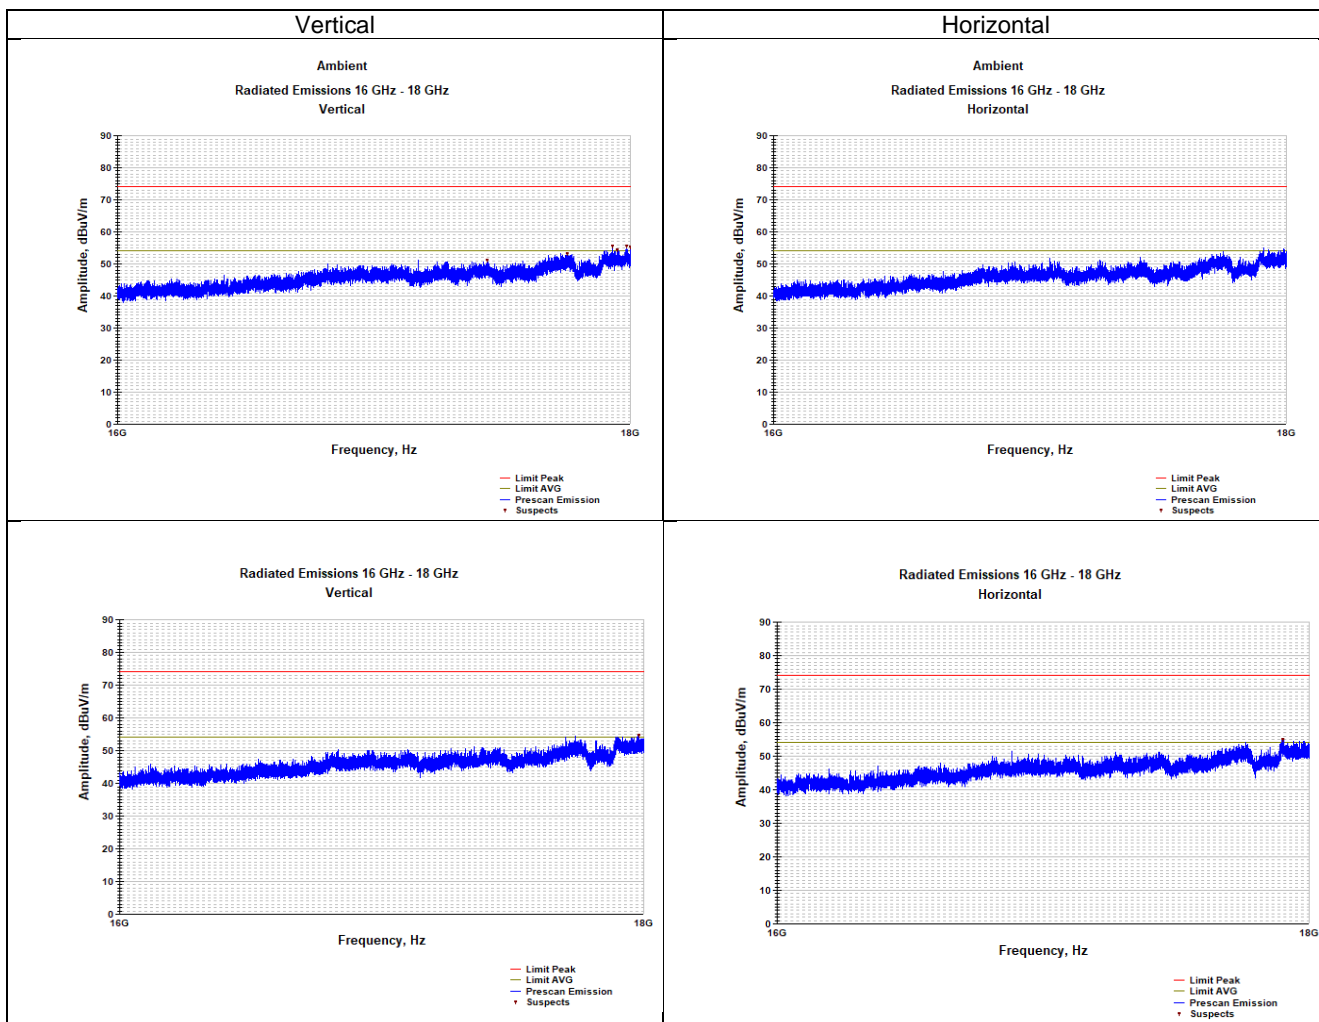 Vertical
Horizontal
Ambient
Radiated Emissions 16 GHz - 18 GHz
Vertical
90
80
70
60
50
40
30
20
10
0
Amplitude, dBuV/m
16G
18G
Frequency, Hz
Limit Peak
Limit AVG
Prescan Emission
Suspects
Ambient
Radiated Emissions 16 GHz - 18 GHz
Horizontal
90
80
70
60
50
40
30
20
10
0
Amplitude, dBuV/m
16G
18G
Frequency, Hz
Limit Peak
Limit AVG
Prescan Emission
Suspects
Radiated Emissions 16 GHz - 18 GHz
Vertical
90
80
70
60
50
40
30
20
10
0
Amplitude, dBuV/m
16G
18G
Frequency, Hz
Limit Peak
Limit AVG
Prescan Emission
Suspects
Radiated Emissions 16 GHz - 18 GHz
Horizontal
90
80
70
60
50
40
30
20
10
0
Amplitude, dBuV/m
16G
18G
Frequency, Hz
Limit Peak
Limit AVG
Prescan Emission
Suspects